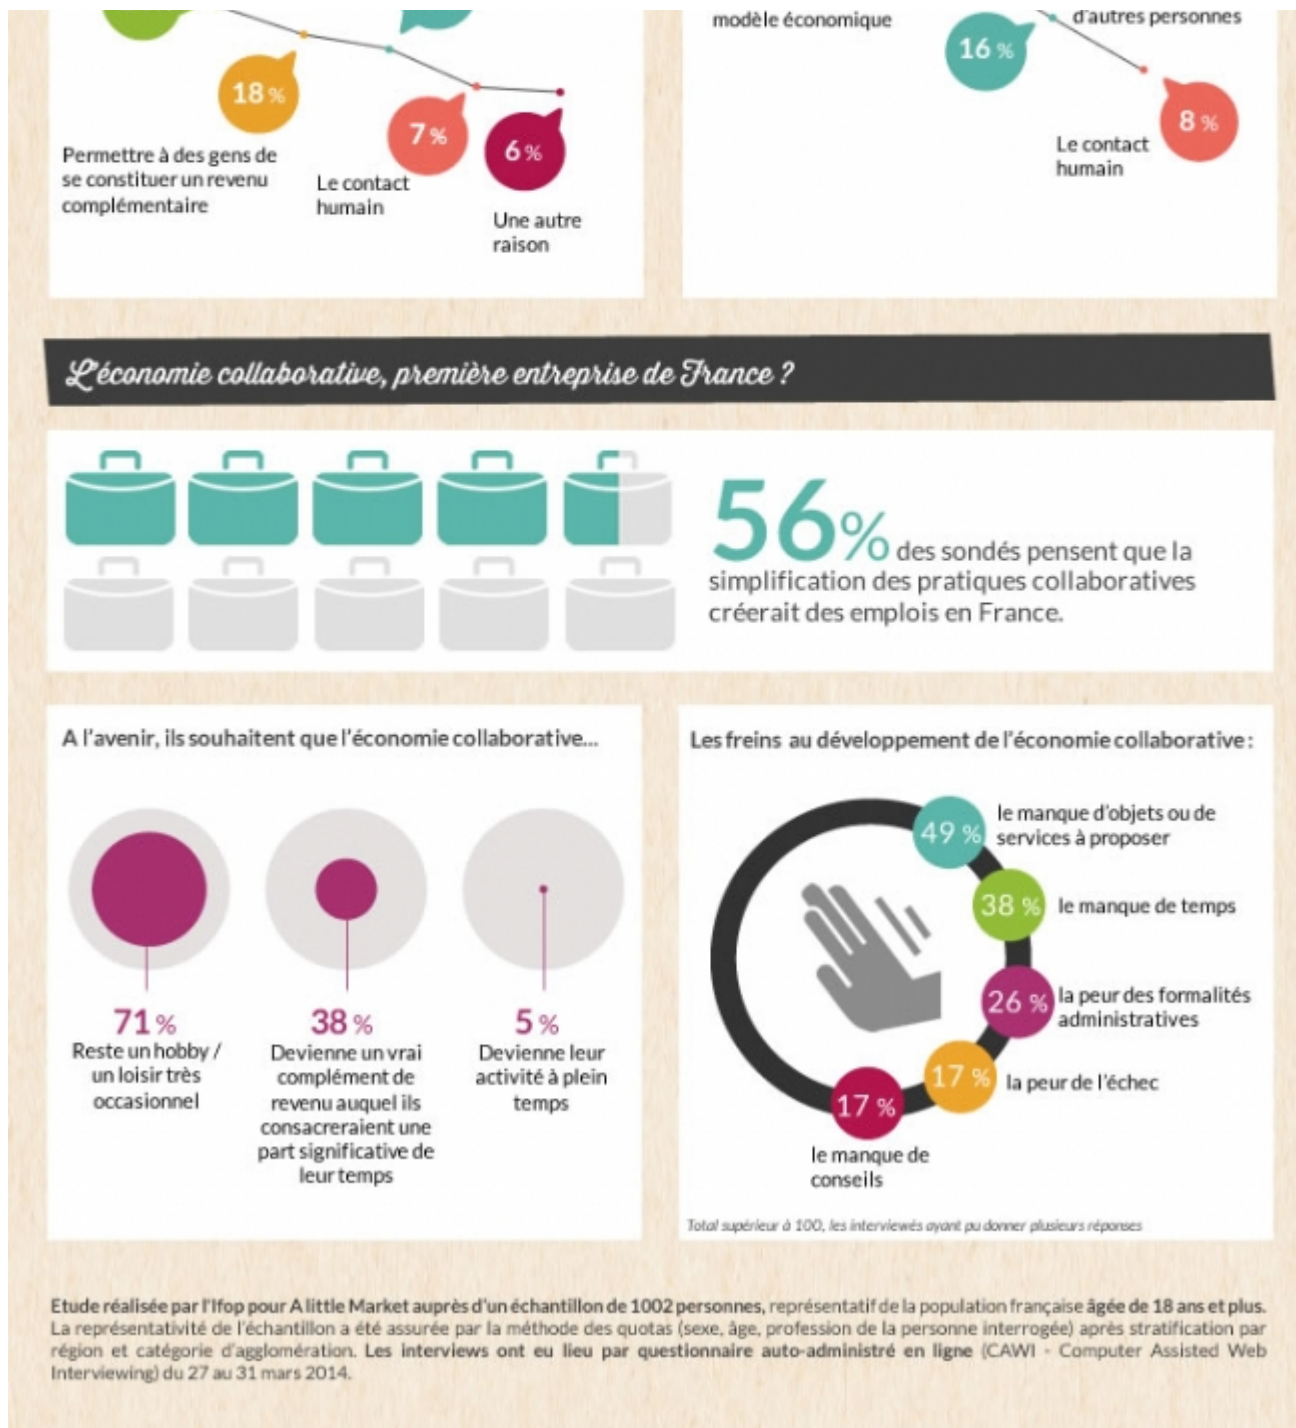 modèle économique
d'autres personnes
16 %
18 %
7 %
6 %
8 %
Permettre à des gens de
se constituer un revenu
complémentaire
Le contact
humain
Une autre
raison
Le contact
humain
L'économie collaborative, première entreprise de France ?
56% des sondés pensent que la
simplification des pratiques collaboratives
créerait des emplois en France.
A l'avenir, ils souhaitent que l'économie collaborative...
71 %
Reste un hobby /
un loisir très
occasionnel
38 %
Devienne un vrai
complément de
revenu auquel ils
consacreraient une
part significative de
leur temps
5 %
Devienne leur
activité à plein
temps
Les freins au développement de l'économie collaborative :
49 %
le manque d'objets ou de
services à proposer
38 %
le manque de temps
26 %
la peur des formalités
administratives
17 %
la peur de l'échec
17 %
le manque de
conseils
Total supérieur à 100, les interviewés ayant pu donner plusieurs réponses
Etude réalisée par l'Ifop pour A little Market auprès d'un échantillon de 1002 personnes, représentatif de la population française âgée de 18 ans et plus.
La représentativité de l'échantillon a été assurée par la méthode des quotas (sexe, âge, profession de la personne interrogée) après stratification par
région et catégorie d'agglomération. Les interviews ont eu lieu par questionnaire auto-administré en ligne (CAWI - Computer Assisted Web
Interviewing) du 27 au 31 mars 2014.